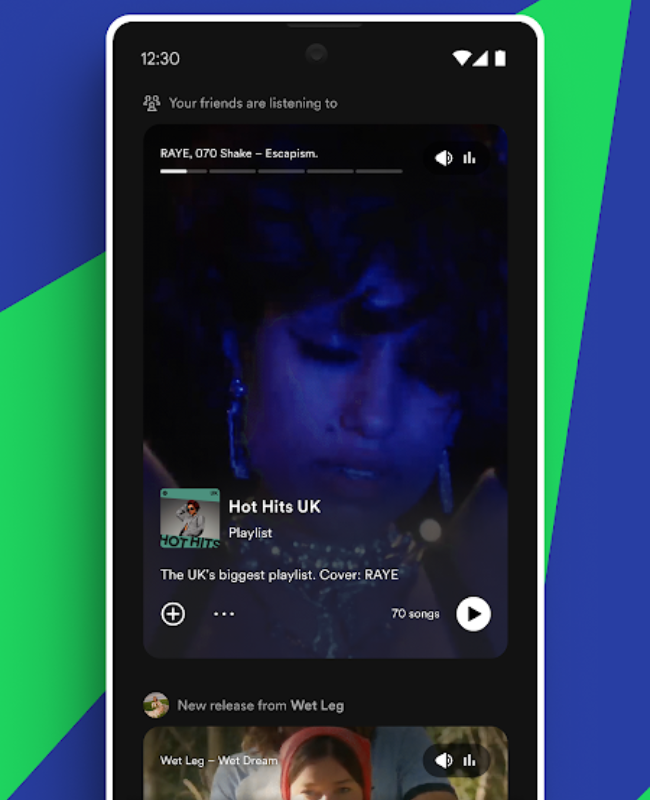 12:30
Your friends are listening to
RAYE, 070 Shake – Escapism.
Hot Hits UK
Playlist
HOT HITS
The UK's biggest playlist. Cover: RAYE
70 songs
New release from Wet Leg
Wet Leg – Wet Dream